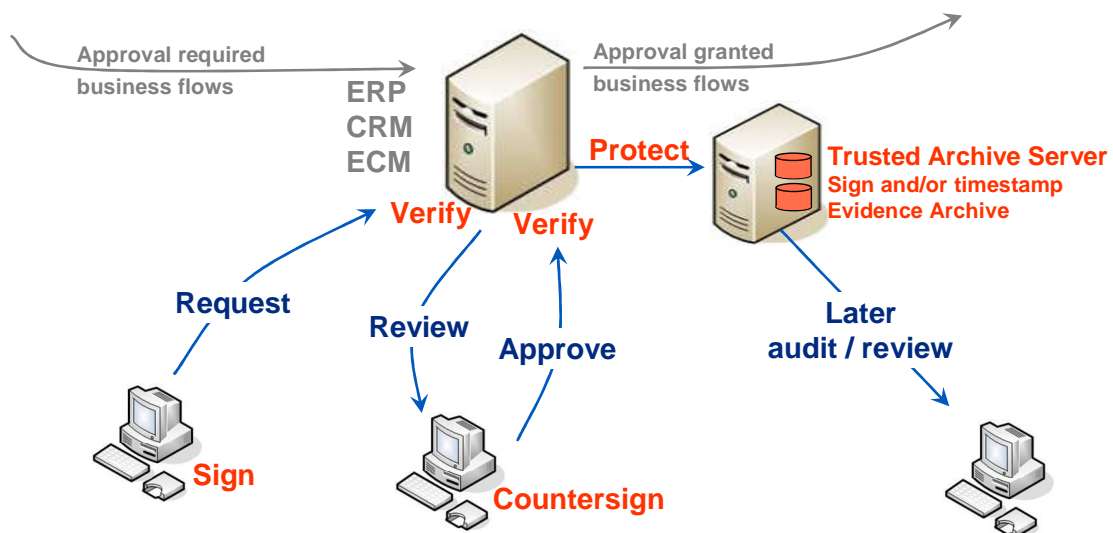 Approval required
business flows
Approval granted
business flows
ERP
CRM
ECM
Protect
Trusted Archive Server
Sign and/or timestamp
Evidence Archive
Verify
Verify
Request
Review
Approve
Later
audit / review
Sign
Countersign